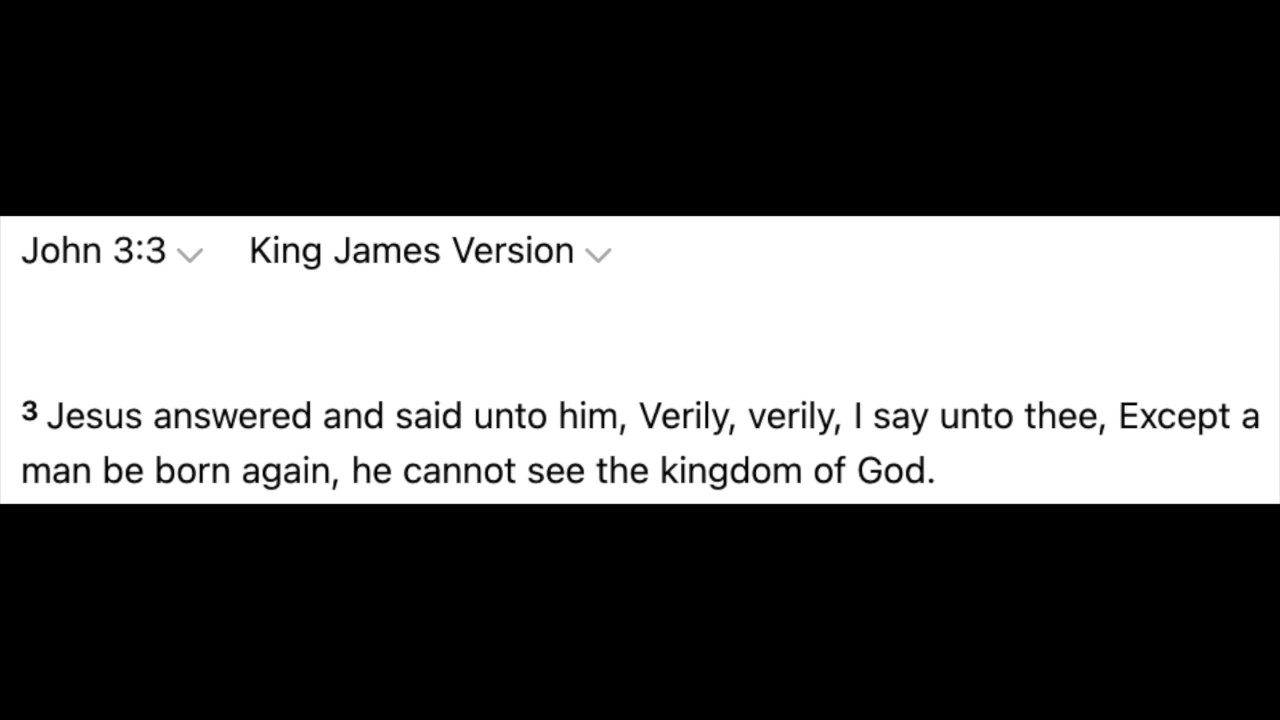 John 3:3 King James Version
3 Jesus answered and said unto him, Verily, verily, I say unto thee, Except a
man be born again, he cannot see the kingdom of God.